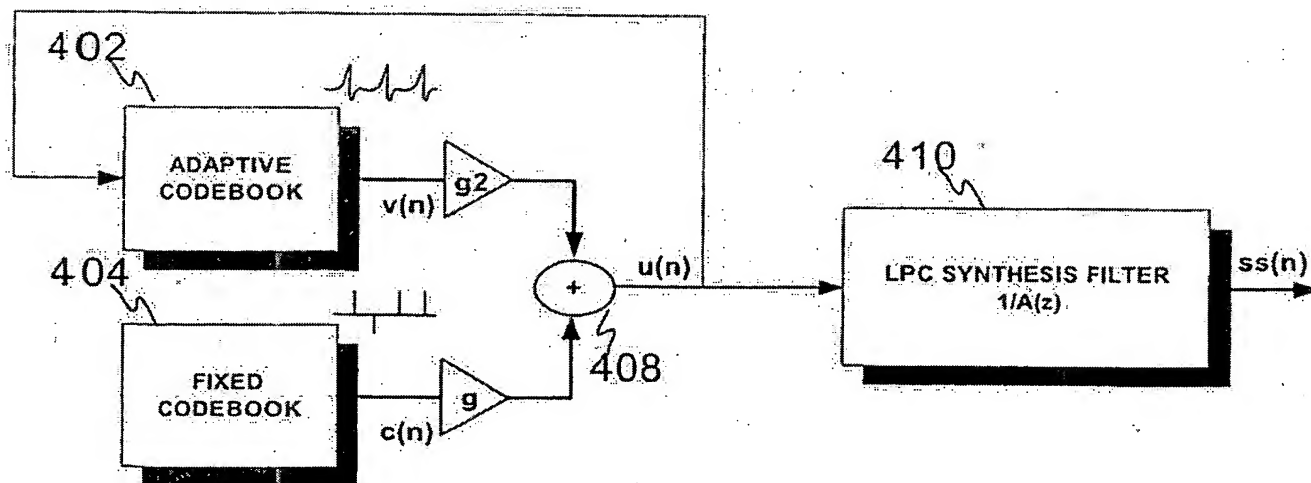 402
ADAPTIVE
CODEBOOK
v(n)
g2
404
FIXED
CODEBOOK
c(n)
g
+
408
u(n)
410
LPC SYNTHESIS FILTER
1/A(z)
ss(n)